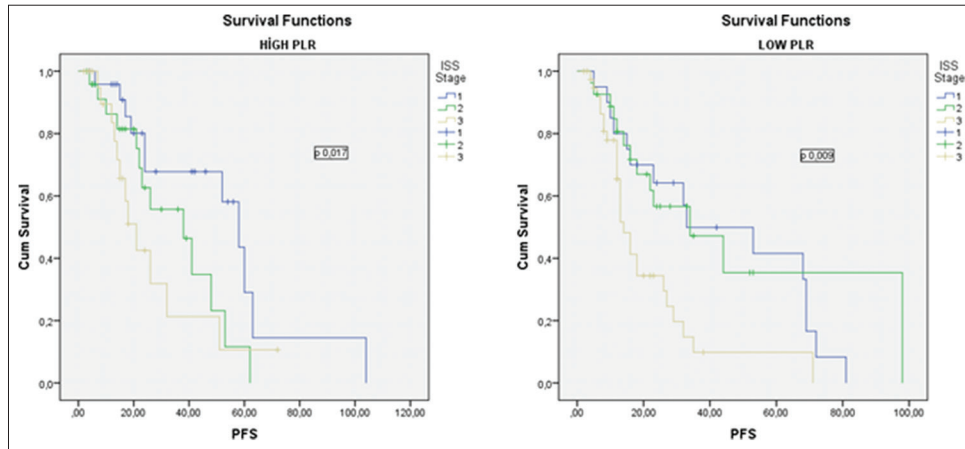 Survival Functions
HİGH PLR
1,0
0,8
0,6
0,4
0,2
0,0
Cum Survival
,00 20,00 40,00 60,00 80,00 100,00 120,00
PFS
p 0,017
ISS
Stage
1
2
3
1
2
3
Survival Functions
LOW PLR
1,0
0,8
0,6
0,4
0,2
0,0
Cum Survival
,00 20,00 40,00 60,00 80,00 100,00
PFS
p 0,009
ISS
Stage
1
2
3
1
2
3